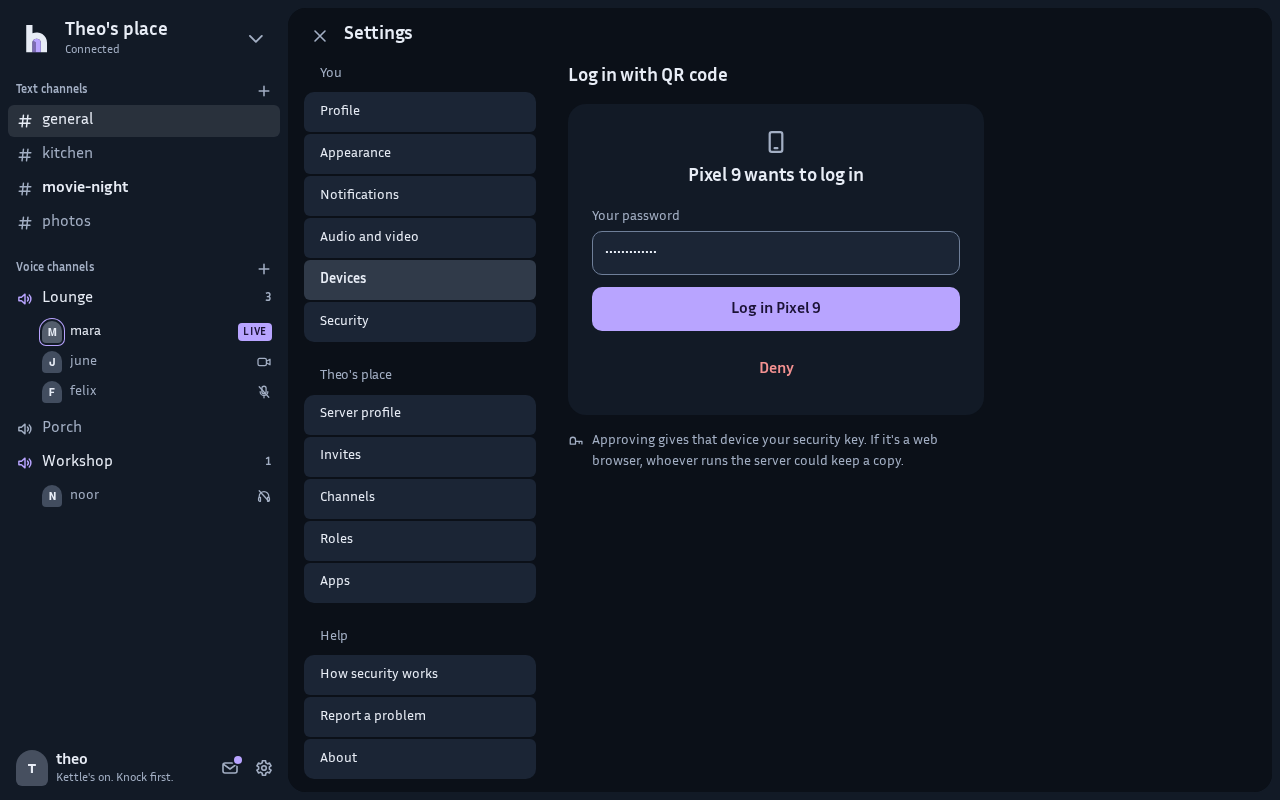 Theo's place
Connected
Text channels
general
kitchen
movie-night
photos
Voice channels
Lounge
3
M
mara
LIVE
J
june
F
felix
Porch
Workshop
1
N
noor
T
theo
Kettle's on. Knock first.
Settings
You
Profile
Appearance
Notifications
Audio and video
Devices
Security
Theo's place
Server profile
Invites
Channels
Roles
Apps
Help
How security works
Report a problem
About
Log in with QR code
Pixel 9 wants to log in
Your password
•••••••••••••
Log in Pixel 9
Deny
Approving gives that device your security key. If it's a web
browser, whoever runs the server could keep a copy.